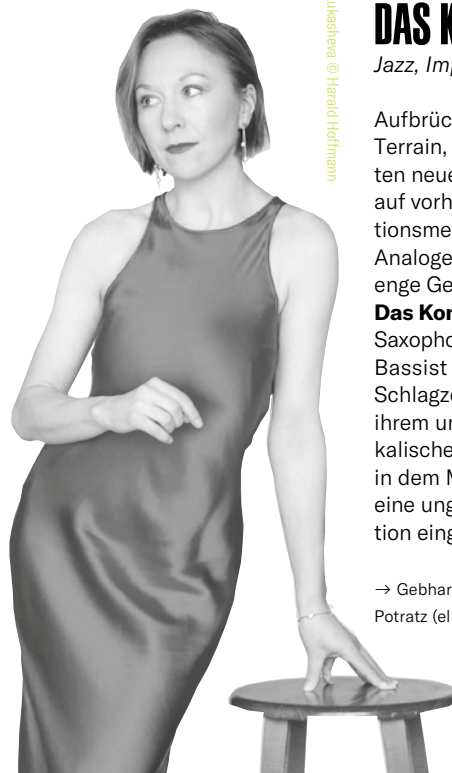 ukasheva © Harald Hoffmann
DAS K
Jazz, Imp
Aufbrüc
Terrain,
ten neue
auf vorh
tionsme
Analoge
enge Ge
Das Kon
Saxopho
Bassist
Schlagze
ihrem un
kalische
in dem M
eine ung
tion eing
→ Gebhar
Potratz (el